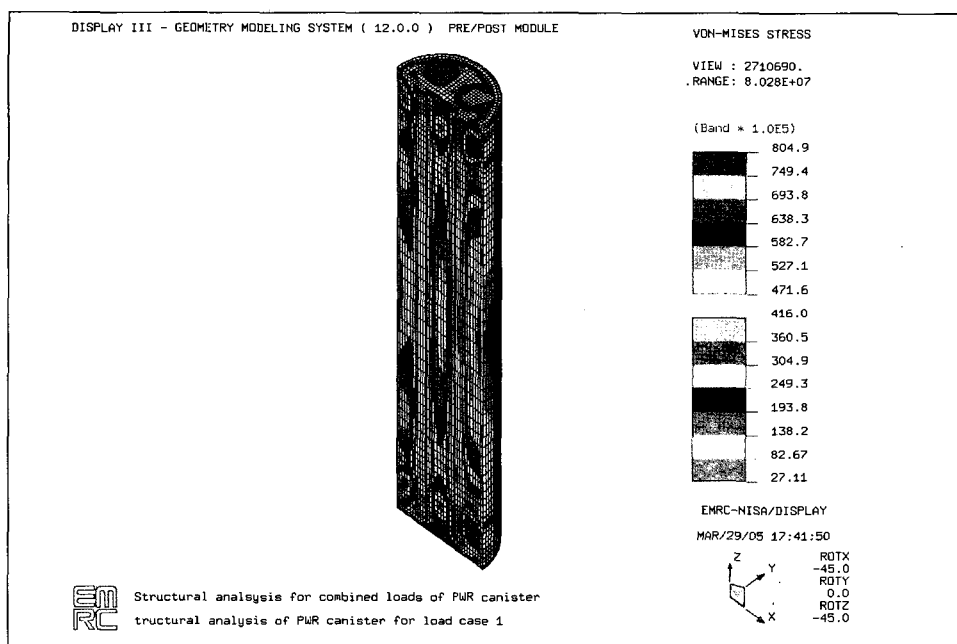 DISPLAY III - GEOMETRY MODELING SYSTEM ( 12.0.0 ) PRE/POST MODULE
VON-MISES STRESS
VIEW : 2710690.
RANGE: 8.028E+07
(Band * 1.0E5)
804.9
749.4
693.8
638.3
582.7
527.1
471.6
416.0
360.5
304.9
249.3
193.8
138.2
82.67
27.11
EMRC-NISA/DISPLAY
MAR/29/05 17:41:50
Z
Y
X
ROTX
-45.0
ROTY
0.0
ROTZ
-45.0
EMRC
Structural analsysis for combined loads of PWR canister
tructural analysis of PWR canister for load case 1